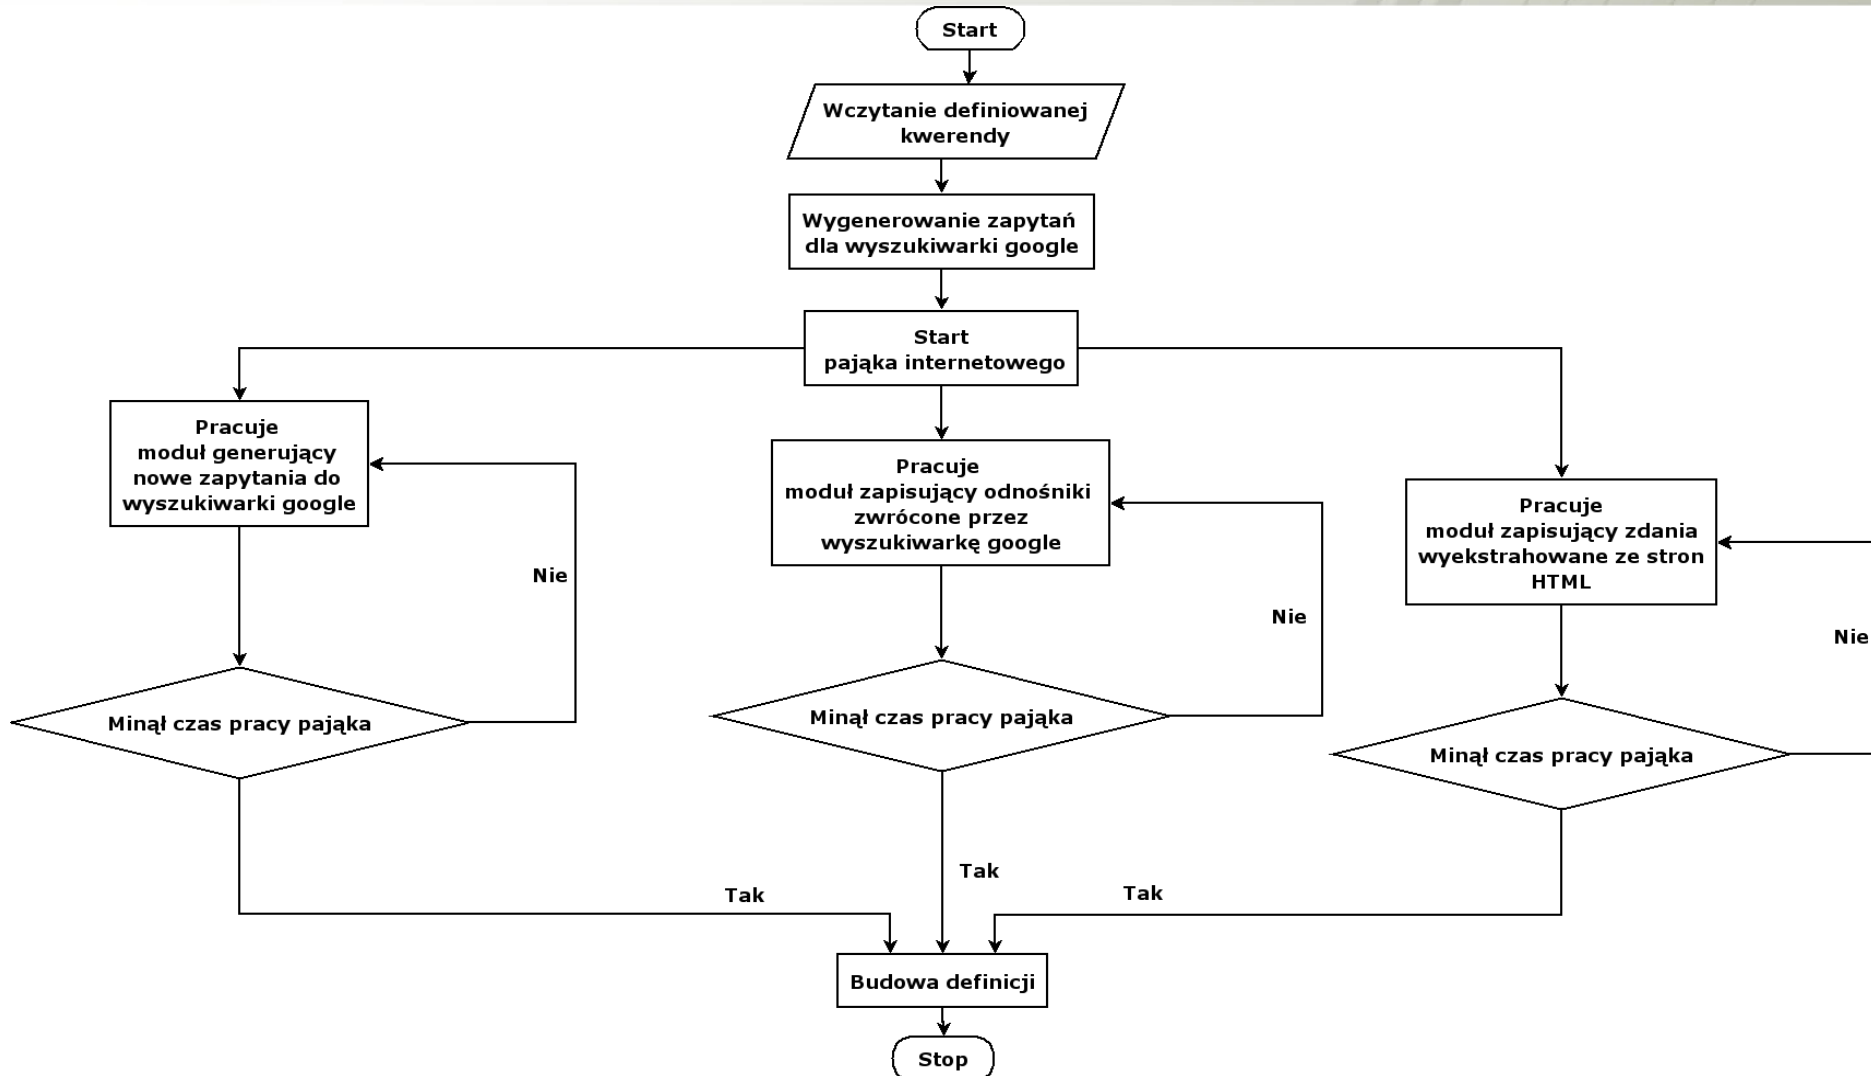 Start
Wczytanie definiowanej
kwerendy
Wygenerowanie zapytań
dla wyszukiwarki google
Start
pająka internetowego
Pracuje
moduł generujący
nowe zapytania do
wyszukiwarki google
Pracuje
moduł zapisujący odnośniki
zwrócone przez
wyszukiwarkę google
Pracuje
moduł zapisujący zdania
wyekstrahowane ze stron
HTML
Nie
Nie
Nie
Minął czas pracy pająka
Minął czas pracy pająka
Minął czas pracy pająka
Tak
Tak
Tak
Budowa definicji
Stop